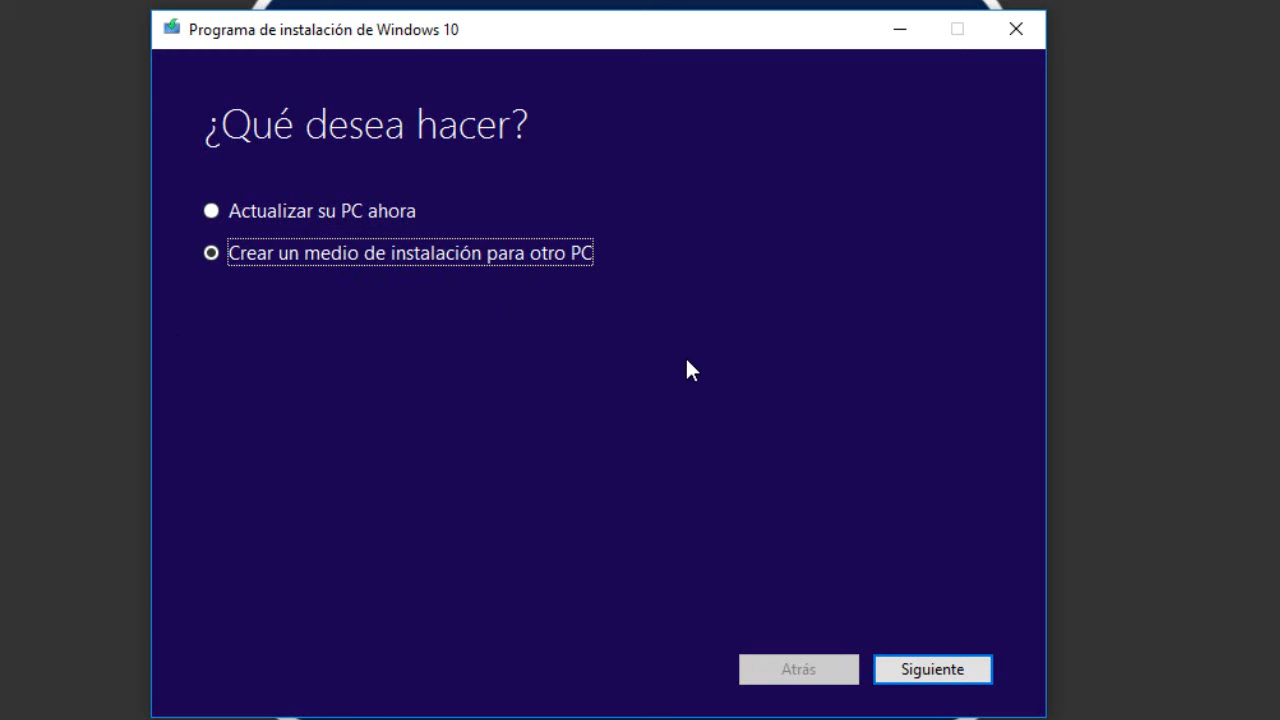 Programa de instalación de Windows 10
¿Qué desea hacer?
Actualizar su PC ahora
Crear un medio de instalación para otro PC
Atrás
Siguiente